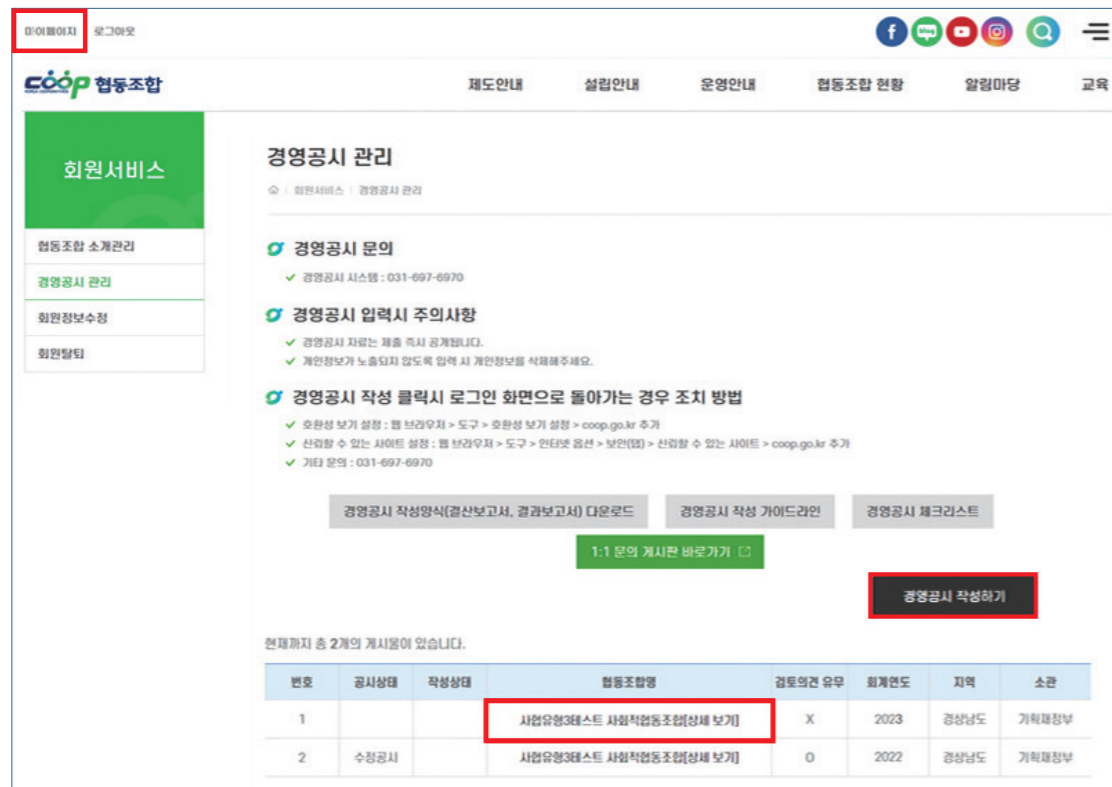 마이페이지 로그아웃
coop 협동조합
제도안내 설립안내 운영안내 협동조합 현황 알림마당 교육
회원서비스
협동조합 소개관리
경영공시 관리
회원정보수정
회원탈퇴
경영공시 관리
회원서비스 경영공시 관리
경영공시 문의
경영공시 시스템 : 031-697-6970
경영공시 입력시 주의사항
경영공시 자료는 제출 즉시 공개됩니다.
개인정보가 노출되지 않도록 입력 시 개인정보를 삭제해주세요.
경영공시 작성 클릭시 로그인 화면으로 돌아가는 경우 조치 방법
호환성 보기 설정 : 웹 브라우저 > 도구 > 호환성 보기 설정 > coop.go.kr 추가
신뢰할 수 있는 사이트 설정 : 웹 브라우저 > 도구 > 인터넷 옵션 > 보안(탭) > 신뢰할 수 있는 사이트 > coop.go.kr 추가
기타 문의 : 031-697-6970
경영공시 작성양식(결산보고서, 결과보고서) 다운로드 경영공시 작성 가이드라인 경영공시 체크리스트
1:1 문의 게시판 바로가기
경영공시 작성하기
현재까지 총 2개의 게시물이 있습니다.
번호 공시상태 작성상태 협동조합명 검토의견 유무 회계연도 지역 소관
1 사협유형3테스트 사회적협동조합[상세 보기] X 2023 경상남도 기획재정부
2 수정공시 사협유형3테스트 사회적협동조합[상세 보기] O 2022 경상남도 기획재정부